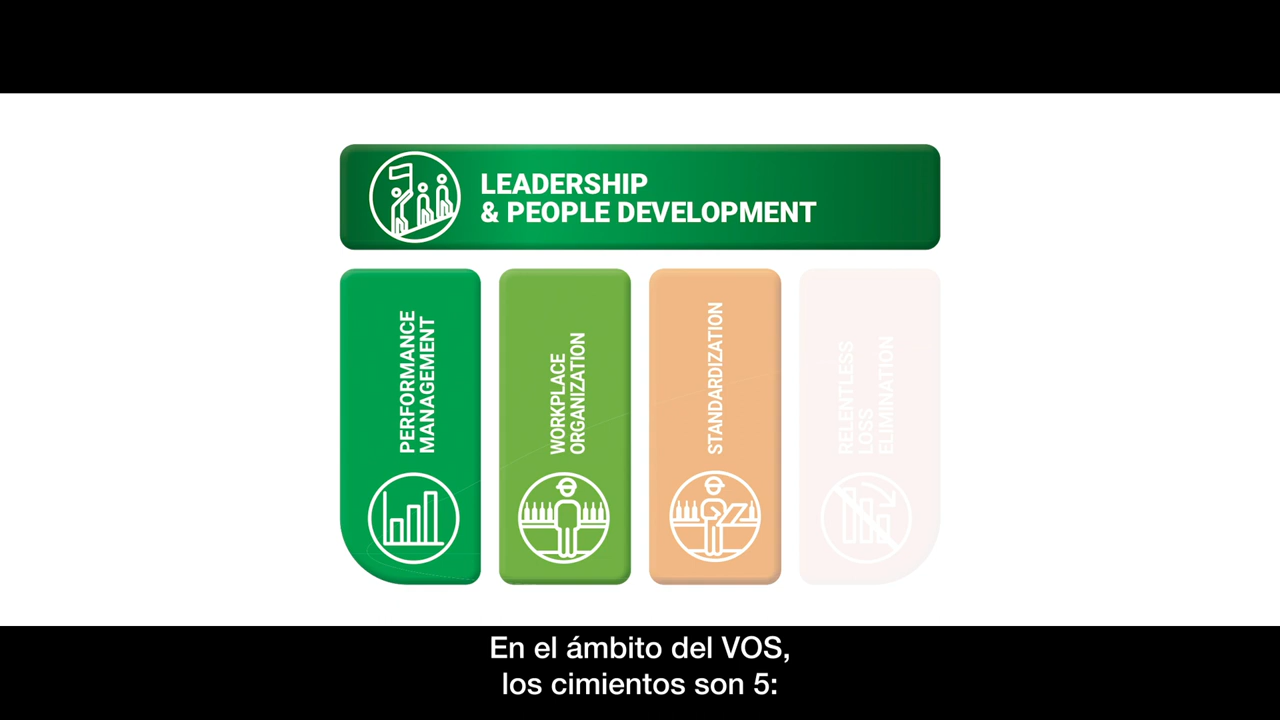 LEADERSHIP
& PEOPLE DEVELOPMENT
PERFORMANCE
MANAGEMENT
WORKPLACE
ORGANIZATION
STANDARDIZATION
RELENTLESS
LOSS
ELIMINATION
En el ámbito del VOS,
los cimientos son 5: